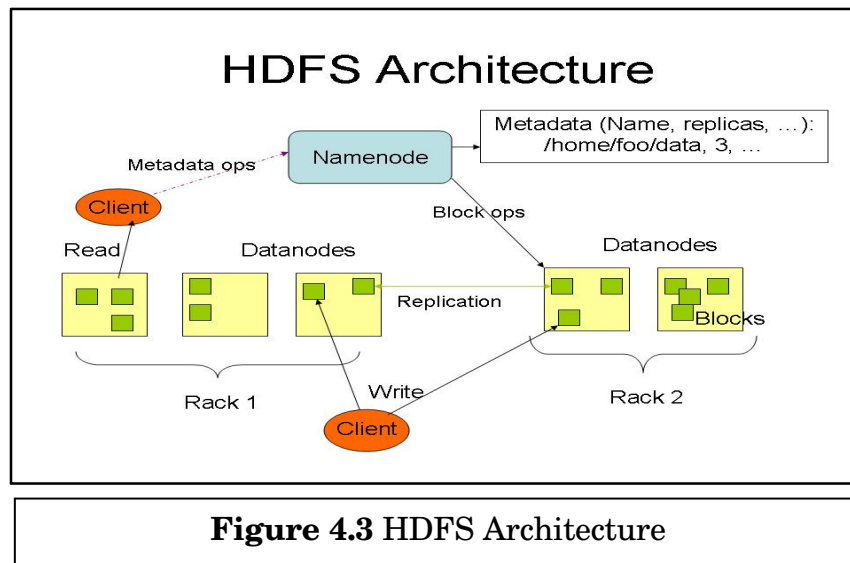 HDFS Architecture
Metadata (Name, replicas, ...):
/home/foo/data, 3, ...
Namenode
Metadata ops
Client
Block ops
Read
Datanodes
Datanodes
Replication
Blocks
Rack 1
Write
Rack 2
Client
Figure 4.3 HDFS Architecture